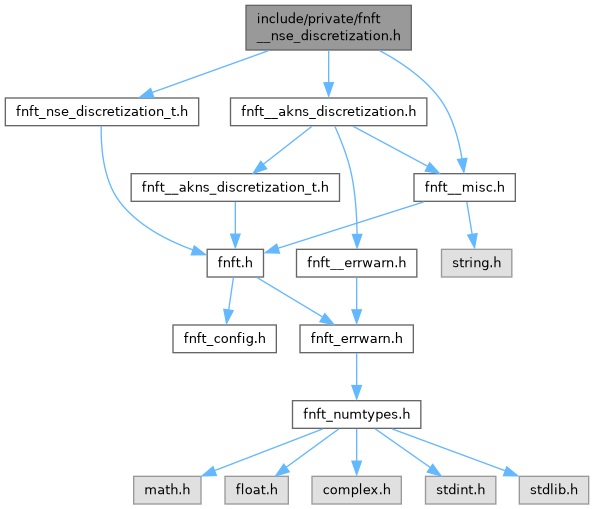 include/private/fnft
__nse_discretization.h
fnft_nse_discretization_t.h
fnft__akns_discretization.h
fnft__akns_discretization_t.h
fnft__misc.h
fnft.h
fnft__errwarn.h
string.h
fnft_config.h
fnft_errwarn.h
fnft_numtypes.h
math.h
float.h
complex.h
stdint.h
stdlib.h